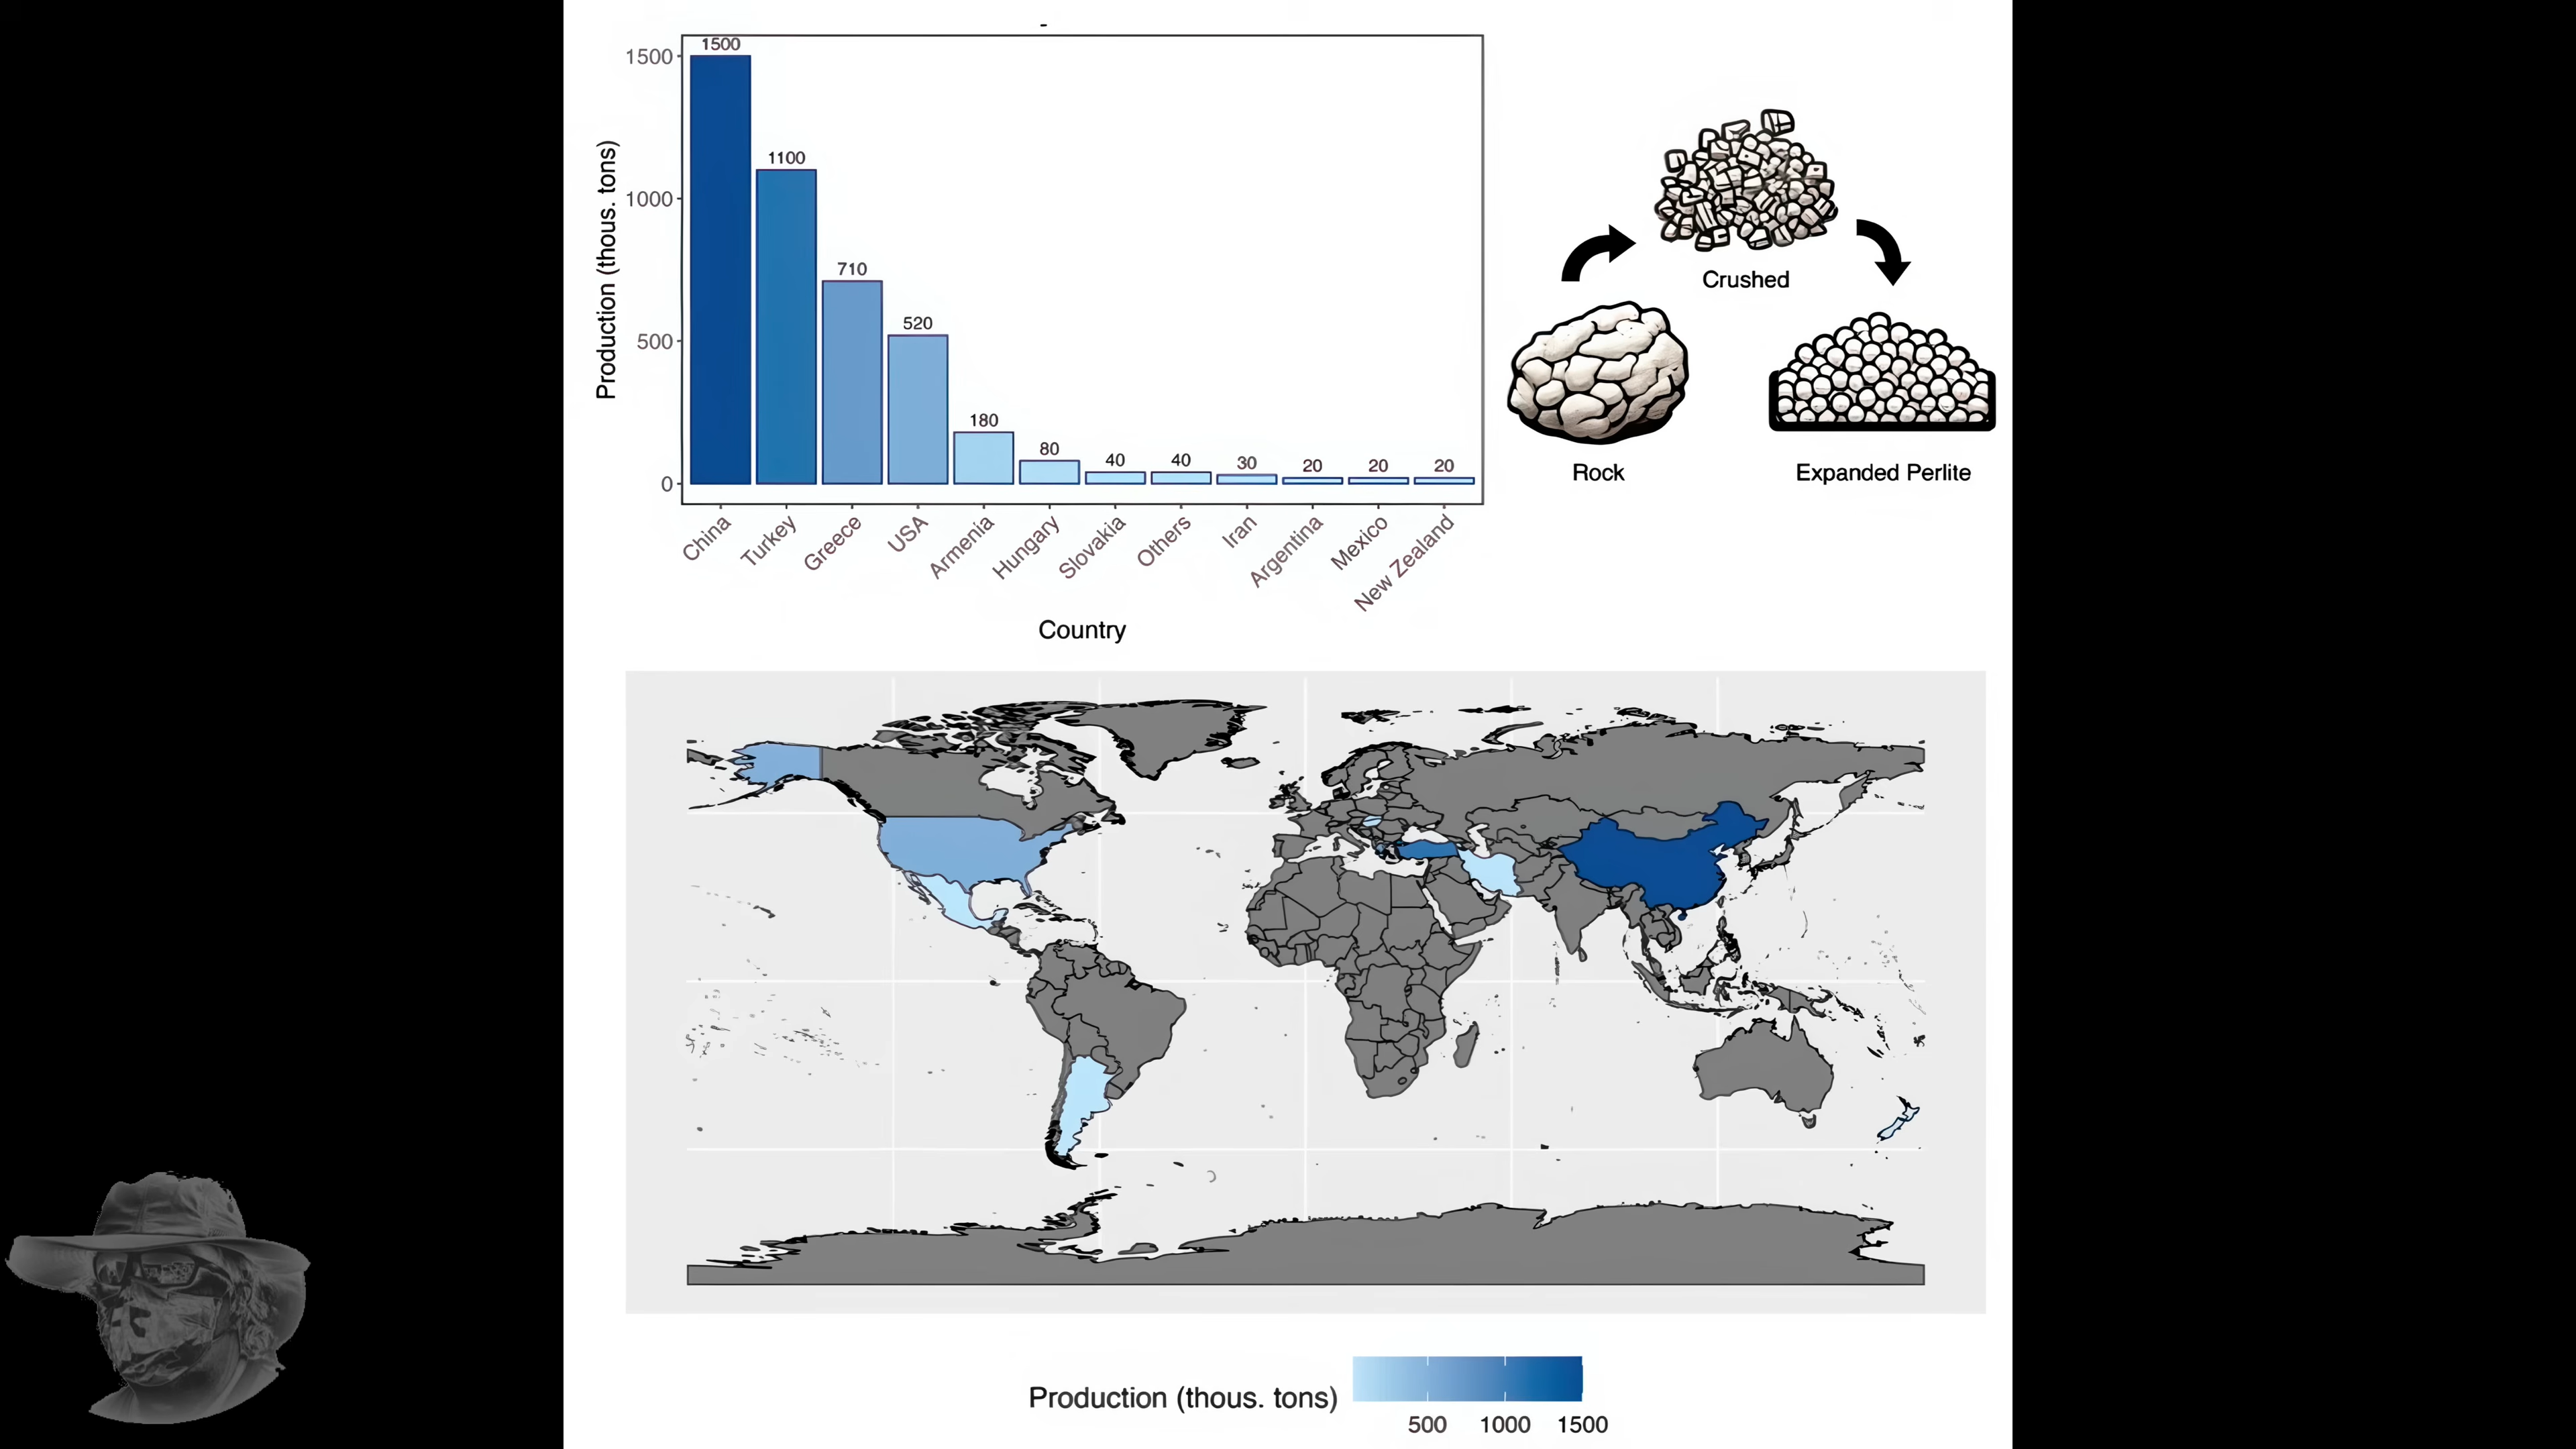 1500
1100
710
520
180
80
40
40
30
20
20
20
1500
1000
500
0
Production (thous. tons)
China
Turkey
Greece
USA
Armenia
Hungary
Slovakia
Others
Iran
Argentina
Mexico
New Zealand
Country
Crushed
Rock
Expanded Perlite
Production (thous. tons)
500 1000 1500